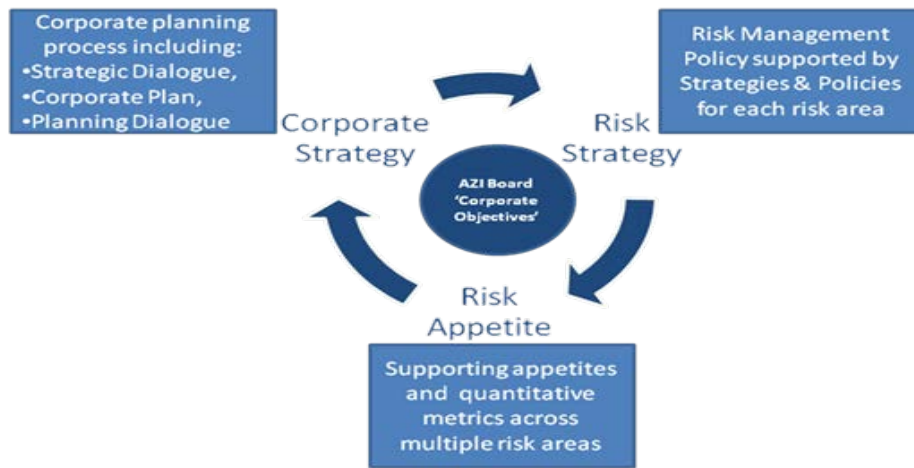 Corporate planning
process including:
•Strategic Dialogue,
•Corporate Plan,
•Planning Dialogue
Risk Management
Policy supported by
Strategies & Policies
for each risk area
Corporate
Strategy
Risk
Strategy
AZI Board
‘Corporate
Objectives’
Risk
Appetite
Supporting appetites
and quantitative
metrics across
multiple risk areas